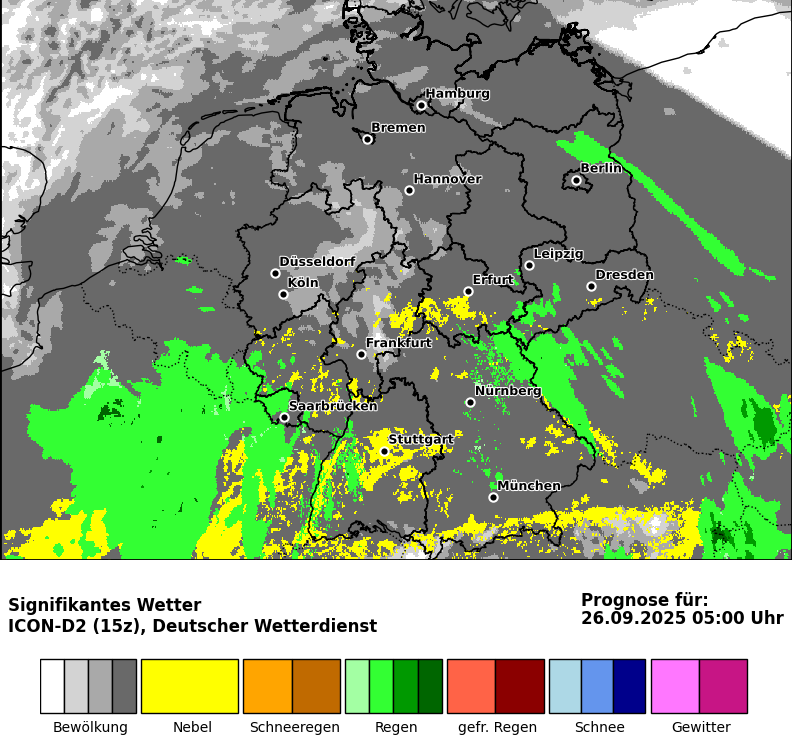 Hamburg
Bremen
Berlin
Hannover
Leipzig
Düsseldorf
Dresden
Erfurt
Köln
Frankfurt
Nürnberg
Saarbrücken
Stuttgart
München
Signifikantes Wetter
ICON-D2 (15z), Deutscher Wetterdienst
Prognose für:
26.09.2025 05:00 Uhr
Bewölkung Nebel Schneeregen Regen gefr. Regen Schnee Gewitter